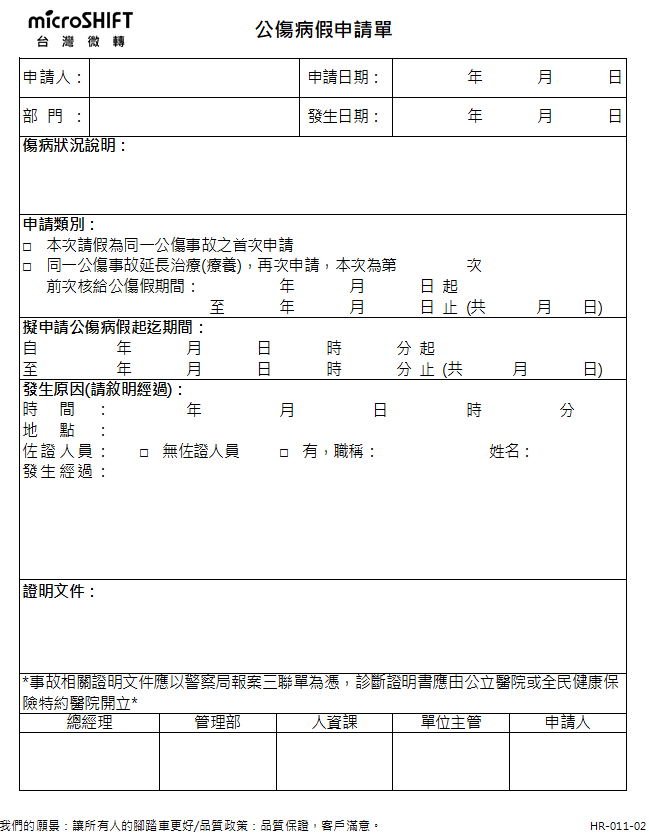 microSHIFT
台灣微轉
公傷病假申請單
申請人： 申請日期： 年 月 日
部門： 發生日期： 年 月 日
傷病狀況說明：
申請類別：
□ 本次請假為同一公傷事故之首次申請
□ 同一公傷事故延長治療(療養)，再次申請，本次為第 次
前次核給公傷假期間： 年 月 日 起
至 年 月 日 止 (共 月 日)
擬申請公傷病假起迄期間：
自 年 月 日 時 分 起
至 年 月 日 時 分 止 (共 月 日)
發生原因(請敘明經過)：
時間： 年 月 日 時 分
地點：
佐證人員： □ 無佐證人員 □ 有，職稱： 姓名：
發生經過：
證明文件：
*事故相關證明文件應以警察局報案三聯單為憑，診斷證明書應由公立醫院或全民健康保
險特約醫院開立*
總經理 管理部 人資課 單位主管 申請人
我們的願景：讓所有人的腳踏車更好/品質政策：品質保證，客戶滿意。 HR-011-02